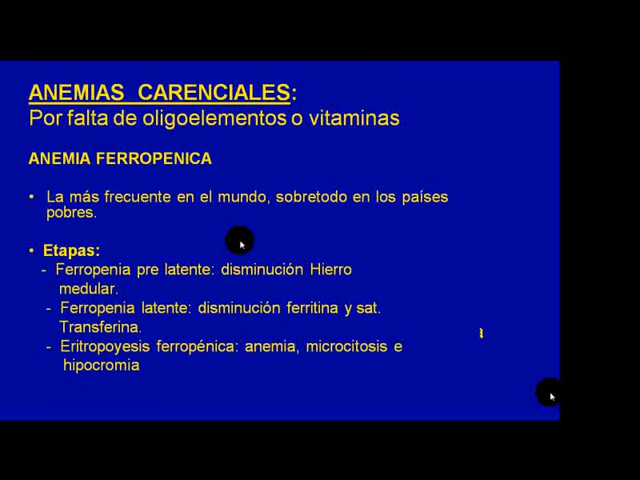 ANEMIAS CARENCIALES:
Por falta de oligoelementos o vitaminas
ANEMIA FERROPENICA
• La más frecuente en el mundo, sobretodo en los países
pobres.
• Etapas:
- Ferropenia pre latente: disminución Hierro
medular.
- Ferropenia latente: disminución ferritina y sat.
Transferina.
- Eritropoyesis ferropénica: anemia, microcitosis e
hipocromia